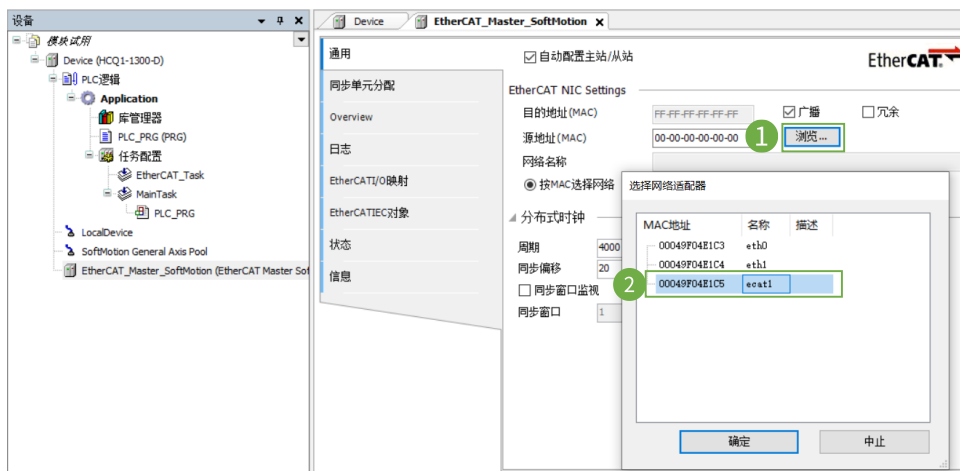 设备
模块试用
Device (HCQ1-1300-D)
PLC逻辑
Application
库管理器
PLC_PRG (PRG)
任务配置
EtherCAT_Task
MainTask
PLC_PRG
LocalDevice
SoftMotion General Axis Pool
EtherCAT_Master_SoftMotion (EtherCAT Master Sof
Device
EtherCAT_Master_SoftMotion
通用
同步单元分配
Overview
日志
EtherCATI/O映射
EtherCATIEC对象
状态
信息
自动配置主站/从站
EtherCAT.
EtherCAT NIC Settings
目的地址(MAC)
FF-FF-FF-FF-FF-FF
广播
冗余
源地址(MAC)
00-00-00-00-00-00
1
浏览...
网络名称
按MAC选择网络
分布式时钟
周期
4000
同步偏移
20
同步窗口监视
同步窗口
1
选择网络适配器
MAC地址 名称 描述
00049F04E1C3 eth0
00049F04E1C4 eth1
2
00049F04E1C5 ecat1
确定
中止